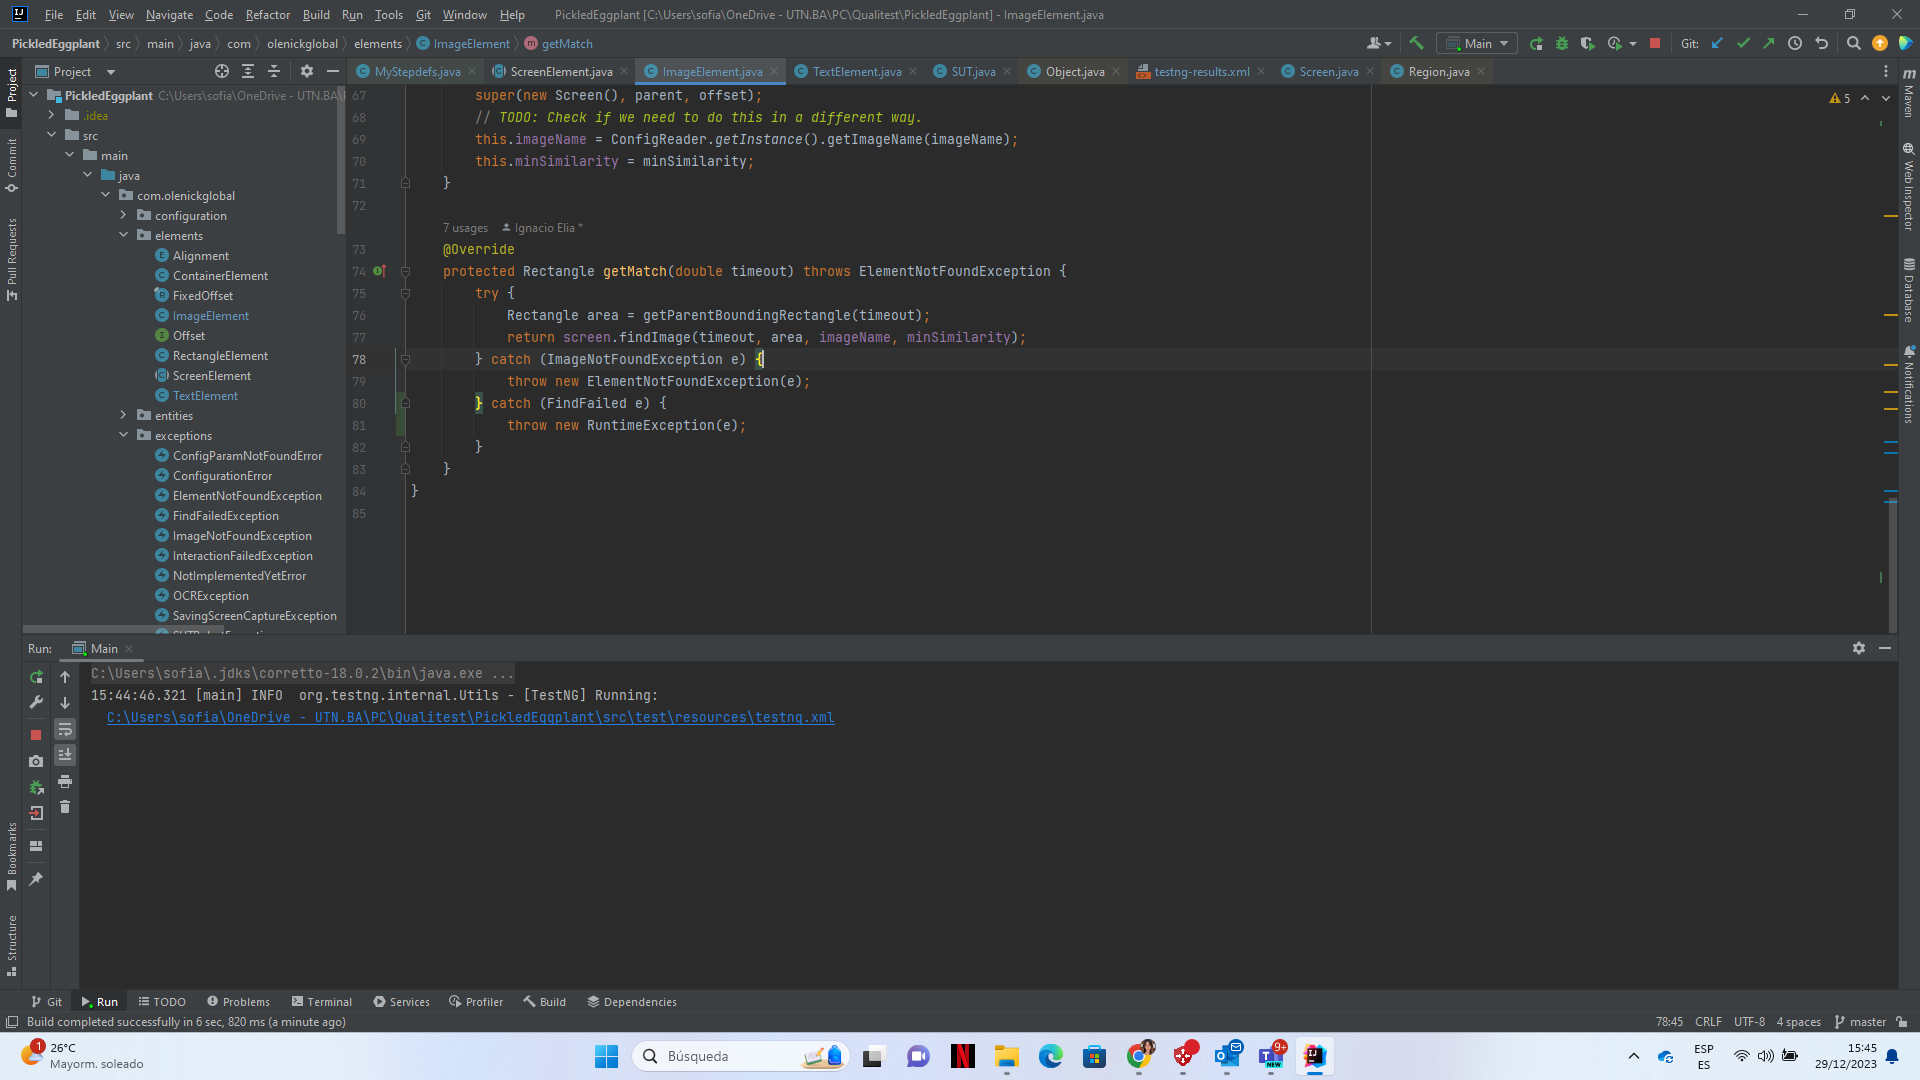 File Edit View Navigate Code Refactor Build Run Tools Git Window Help PickledEggplant [C:\Users\sofia\OneDrive - UTN.BA\PC\Qualitest\PickledEggplant] - ImageElement.java
PickledEggplant src main java com olenickglobal elements ImageElement getMatch Main Git:
Project MyStepdefs.java ScreenElement.java ImageElement.java TextElement.java SUT.java Object.java testng-results.xml Screen.java Region.java
PickledEggplant C:\Users\sofia\OneDrive - UTN.BA\
.idea
src
main
java
com.olenickglobal
configuration
elements
Alignment
ContainerElement
FixedOffset
ImageElement
Offset
RectangleElement
ScreenElement
TextElement
entities
exceptions
ConfigParamNotFoundError
ConfigurationError
ElementNotFoundException
FindFailedException
ImageNotFoundException
InteractionFailedException
NotImplementedYetError
OCRException
SavingScreenCaptureException
67 super(new Screen(), parent, offset);
68 // TODO: Check if we need to do this in a different way.
69 this.imageName = ConfigReader.getInstance().getImageName(imageName);
70 this.minSimilarity = minSimilarity;
71 }
72
7 usages Ignacio Elia *
73 @Override
74 protected Rectangle getMatch(double timeout) throws ElementNotFoundException {
75 try {
76 Rectangle area = getParentBoundingRectangle(timeout);
77 return screen.findImage(timeout, area, imageName, minSimilarity);
78 } catch (ImageNotFoundException e) {
79 throw new ElementNotFoundException(e);
80 } catch (FindFailed e) {
81 throw new RuntimeException(e);
82 }
83 }
84 }
85
5
Project
Commit
Pull Requests
Bookmarks
Structure
Maven
Web Inspector
Database
Notifications
Run: Main
C:\Users\sofia\.jdks\corretto-18.0.2\bin\java.exe ...
15:44:46.321 [main] INFO org.testng.internal.Utils - [TestNG] Running:
C:\Users\sofia\OneDrive - UTN.BA\PC\Qualitest\PickledEggplant\src\test\resources\testng.xml
Git Run TODO Problems Terminal Services Profiler Build Dependencies
Build completed successfully in 6 sec, 820 ms (a minute ago) 78:45 CRLF UTF-8 4 spaces master
1 26°C
Mayorm. soleado
Búsqueda
9+
NEW
ESP
ES
15:45
29/12/2023